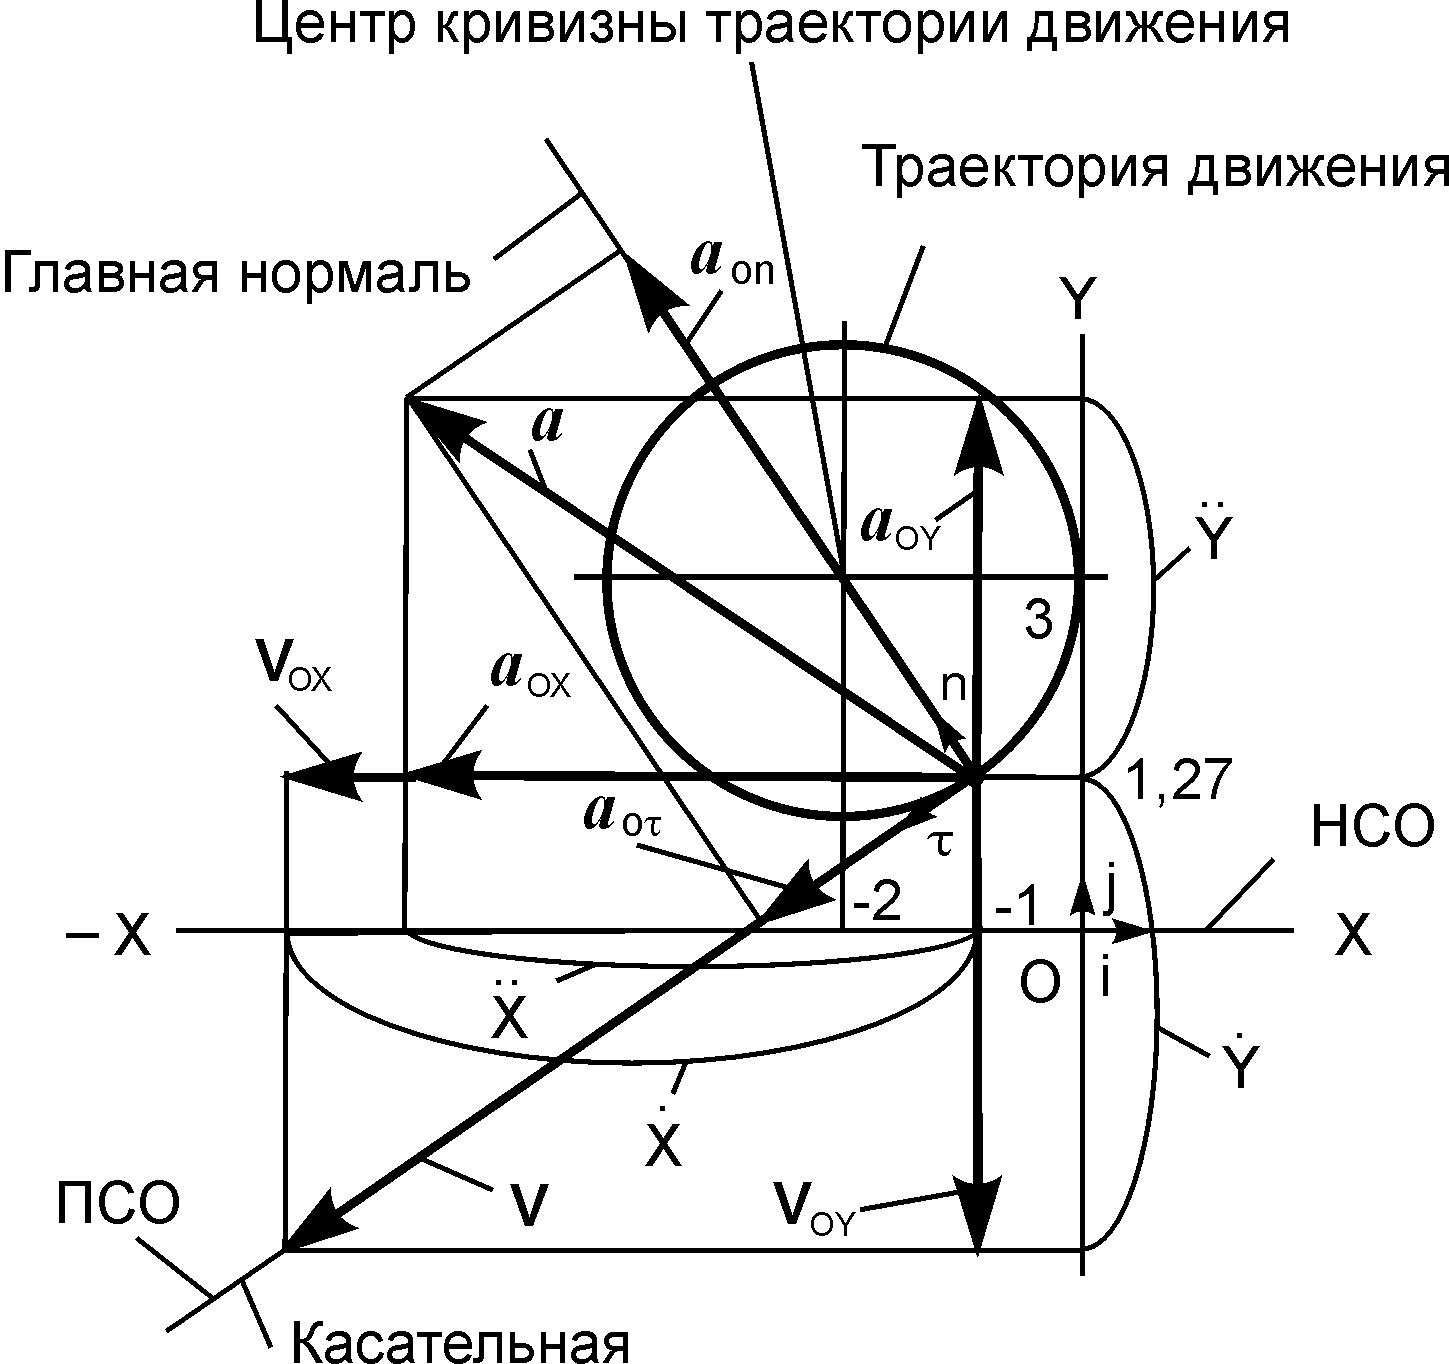 Центр кривизны траектории движения
Траектория движения
Главная нормаль
a on
Y
a
a OY
Ÿ
3
V OX
a OX
n
1,27
a oτ
τ
НСО
-2
-1
j
– X
X
O
i
Ẍ
Ẏ
Ẋ
ПСО
V
V OY
Касательная